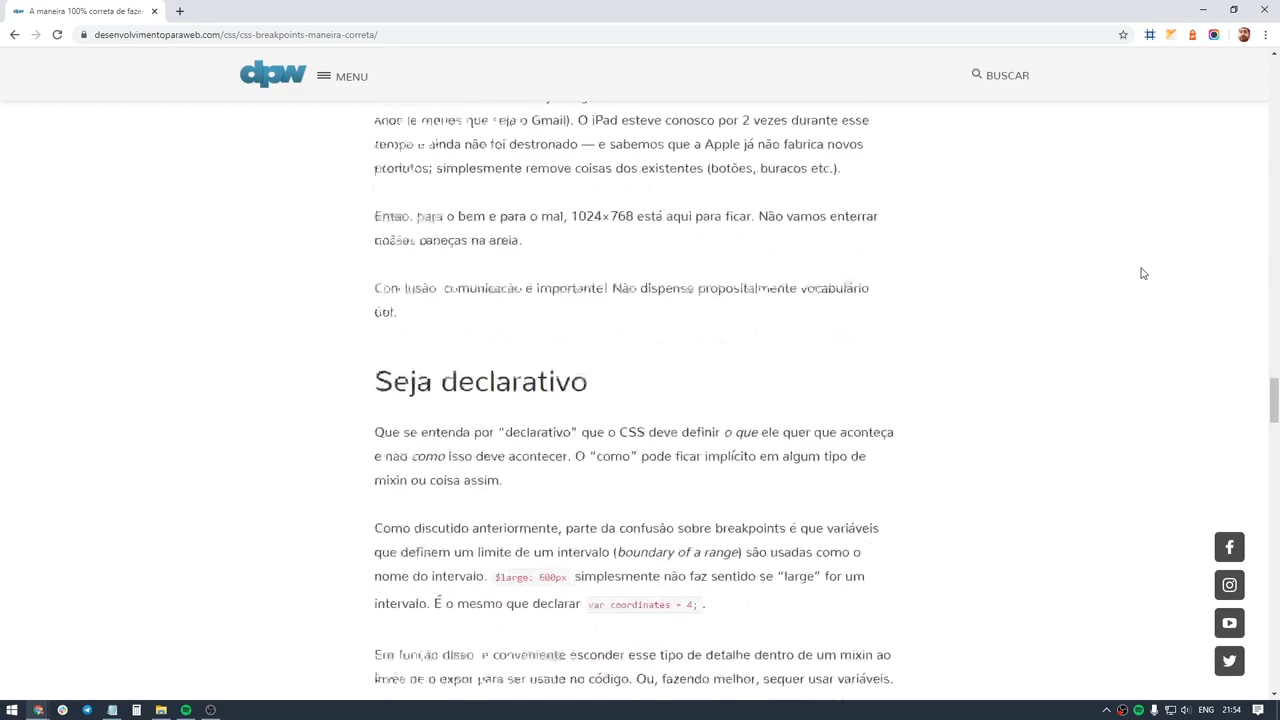 A maneira 100% correta de faze
desenvolvimentoparaweb.com/css/css-breakpoints-maneira-correta/
dpw
MENU
BUSCAR
que seja o Gmail). O iPad esteve conosco por 2 vezes durante esse
ainda não foi destronado — e sabemos que a Apple já não fabrica novos
produtos; simplesmente remove coisas dos existentes (botões, buracos etc.).
para o bem e para o mal, 1024×768 está aqui para ficar. Não vamos enterrar
cabeças na areia.
comunicação é importante! Não dispense propositalmente vocabulário
útil.
Seja declarativo
Que se entenda por “declarativo” que o CSS deve definir o que ele quer que aconteça
e não como isso deve acontecer. O “como” pode ficar implícito em algum tipo de
mixin ou coisa assim.
Como discutido anteriormente, parte da confusão sobre breakpoints é que variáveis
que definem um limite de um intervalo (boundary of a range) são usadas como o
nome do intervalo. $large: 600px simplesmente não faz sentido se “large” for um
intervalo. É o mesmo que declarar var coordinates = 4; .
Em função disso, é conveniente esconder esse tipo de detalhe dentro de um mixin ao
invés de o expor para ser usado no código. Ou, fazendo melhor, sequer usar variáveis.
ENG
21:54